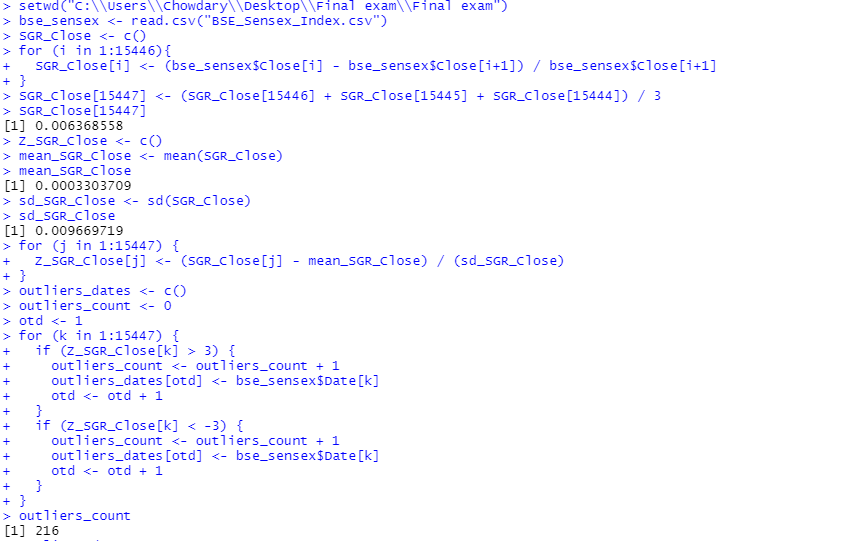 > setwd("C:\\Users\\Chowdary\\Desktop\\Final exam\\Final exam")
> bse_sensex <- read.csv("BSE_Sensex_Index.csv")
> SGR_Close <- c()
> for (i in 1:15446){
+   SGR_Close[i] <- (bse_sensex$Close[i] - bse_sensex$Close[i+1]) / bse_sensex$Close[i+1]
+ }
> SGR_Close[15447] <- (SGR_Close[15446] + SGR_Close[15445] + SGR_Close[15444]) / 3
> SGR_Close[15447]
[1] 0.006368558
> Z_SGR_Close <- c()
> mean_SGR_Close <- mean(SGR_Close)
> mean_SGR_Close
[1] 0.0003303709
> sd_SGR_Close <- sd(SGR_Close)
> sd_SGR_Close
[1] 0.009669719
> for (j in 1:15447) {
+   Z_SGR_Close[j] <- (SGR_Close[j] - mean_SGR_Close) / (sd_SGR_Close)
+ }
> outliers_dates <- c()
> outliers_count <- 0
> otd <- 1
> for (k in 1:15447) {
+   if (Z_SGR_Close[k] > 3) {
+     outliers_count <- outliers_count + 1
+     outliers_dates[otd] <- bse_sensex$Date[k]
+     otd <- otd + 1
+   }
+   if (Z_SGR_Close[k] < -3) {
+     outliers_count <- outliers_count + 1
+     outliers_dates[otd] <- bse_sensex$Date[k]
+     otd <- otd + 1
+   }
+ }
> outliers_count
[1] 216